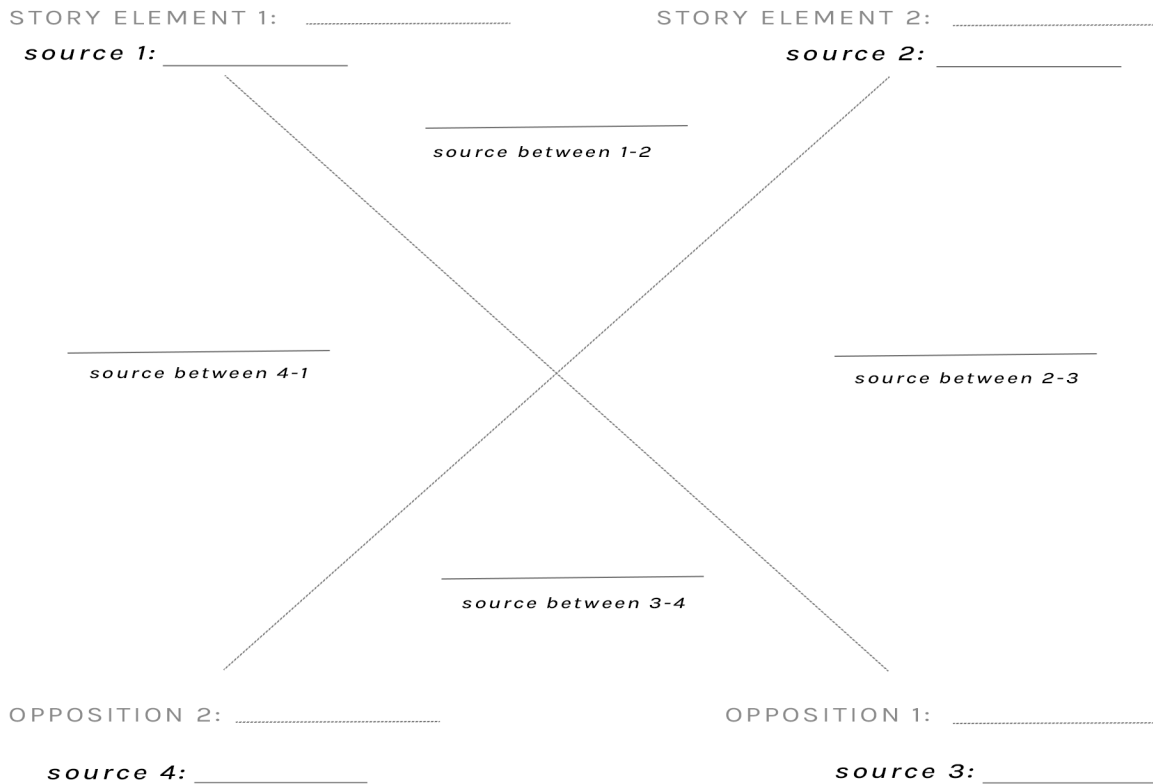 STORY ELEMENT 1:
STORY ELEMENT 2:
source 1:
source 2:
source between 1-2
source between 4-1
source between 2-3
source between 3-4
OPPOSITION 2:
OPPOSITION 1:
source 4:
source 3: